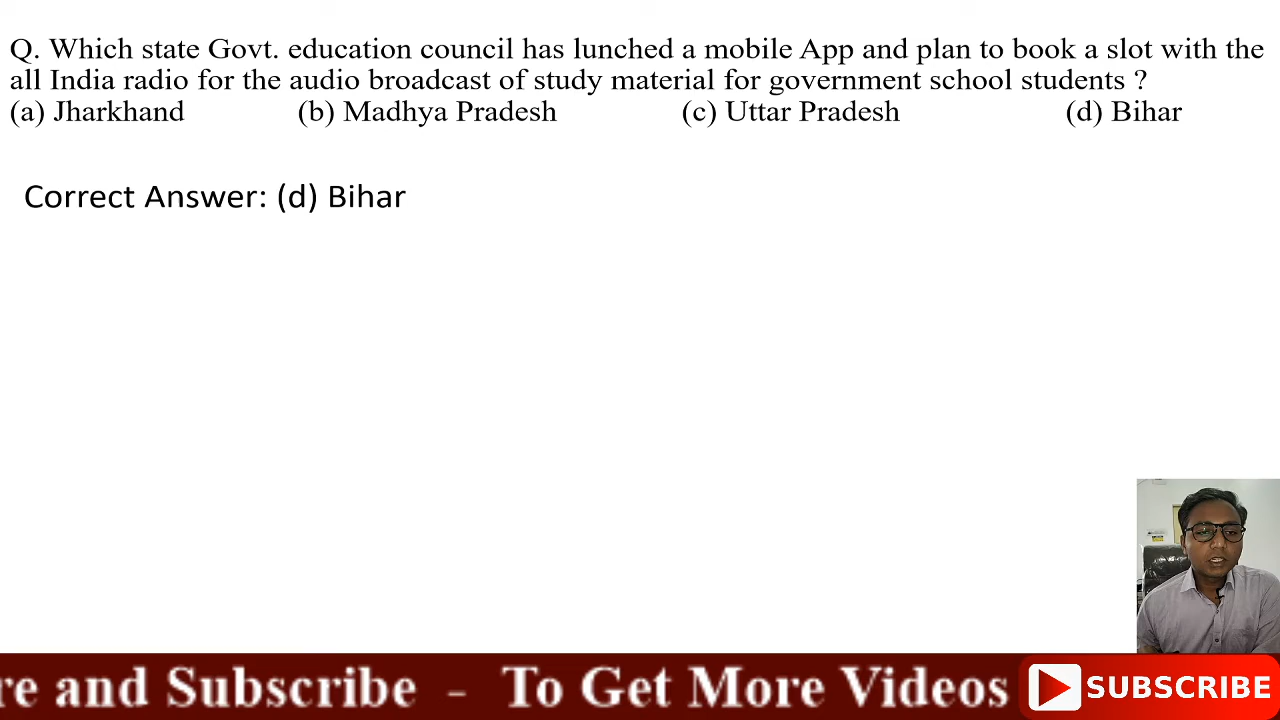 Q. Which state Govt. education council has lunched a mobile App and plan to book a slot with the
all India radio for the audio broadcast of study material for government school students ?
(a) Jharkhand (b) Madhya Pradesh (c) Uttar Pradesh (d) Bihar
Correct Answer: (d) Bihar
re and Subscribe - To Get More Videos SUBSCRIBE